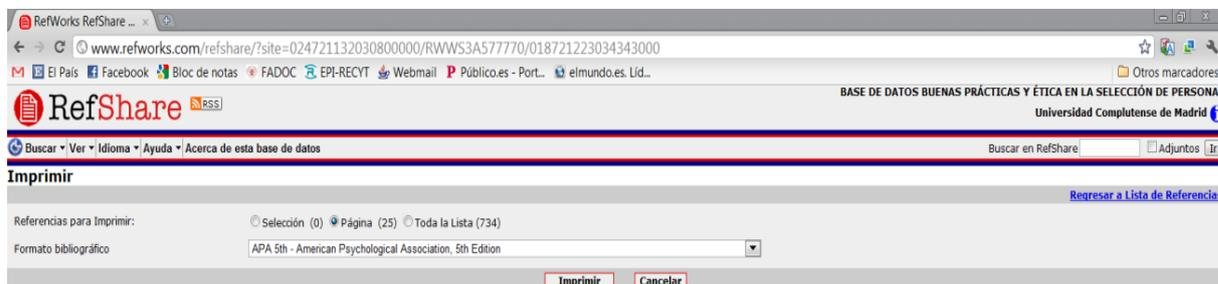 RefWorks RefShare ...
www.refworks.com/refshare/?site=024721132030800000/RWWS3A577770/018721223034343000
El País Facebook Bloc de notas FADOC EPI-RECYT Webmail Público.es - Port... elmundo.es. Líd... Otros marcadores
RefShare RSS
BASE DE DATOS BUENAS PRÁCTICAS Y ÉTICA EN LA SELECCIÓN DE PERSONA
Universidad Complutense de Madrid
Buscar Ver Idioma Ayuda Acerca de esta base de datos Buscar en RefShare Adjuntos Ir
Imprimir
Regresar a Lista de Referencia
Referencias para Imprimir: Selección (0) Página (25) Toda la Lista (734)
Formato bibliográfico APA 5th - American Psychological Association, 5th Edition
Imprimir Cancelar